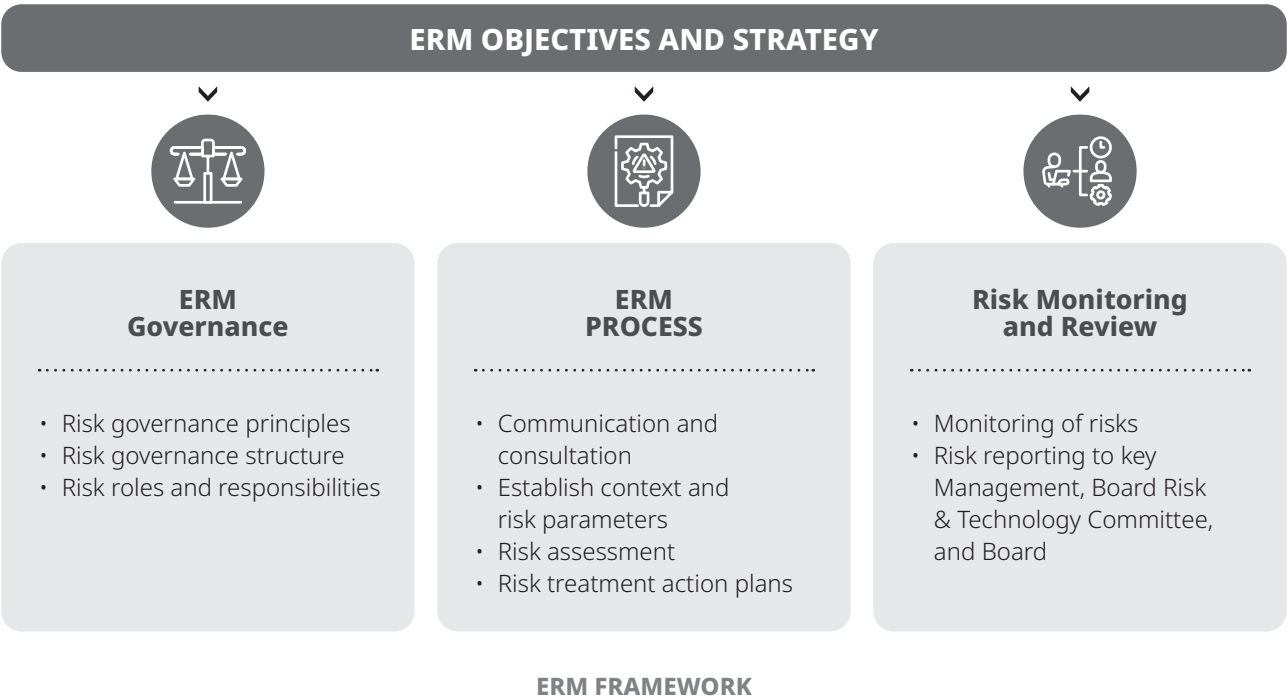 ERM OBJECTIVES AND STRATEGY
ERM
Governance
• Risk governance principles
• Risk governance structure
• Risk roles and responsibilities
ERM
PROCESS
• Communication and
consultation
• Establish context and
risk parameters
• Risk assessment
• Risk treatment action plans
Risk Monitoring
and Review
• Monitoring of risks
• Risk reporting to key
Management, Board Risk
& Technology Committee,
and Board
ERM FRAMEWORK